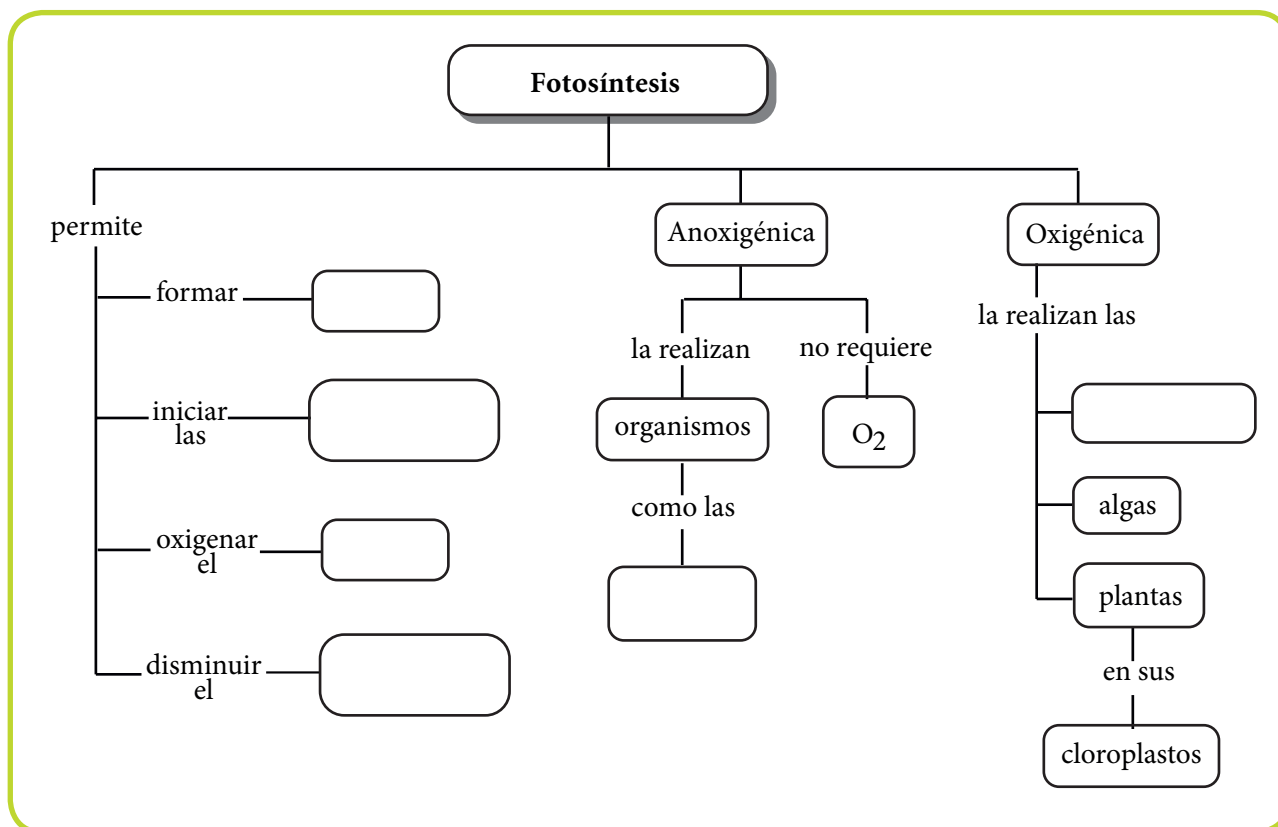 Fotosíntesis
permite
formar
iniciar
las
oxigenar
el
disminuir
el
Anoxigénica
la realizan
organismos
como las
no requiere
O2
Oxigénica
la realizan las
algas
plantas
en sus
cloroplastos